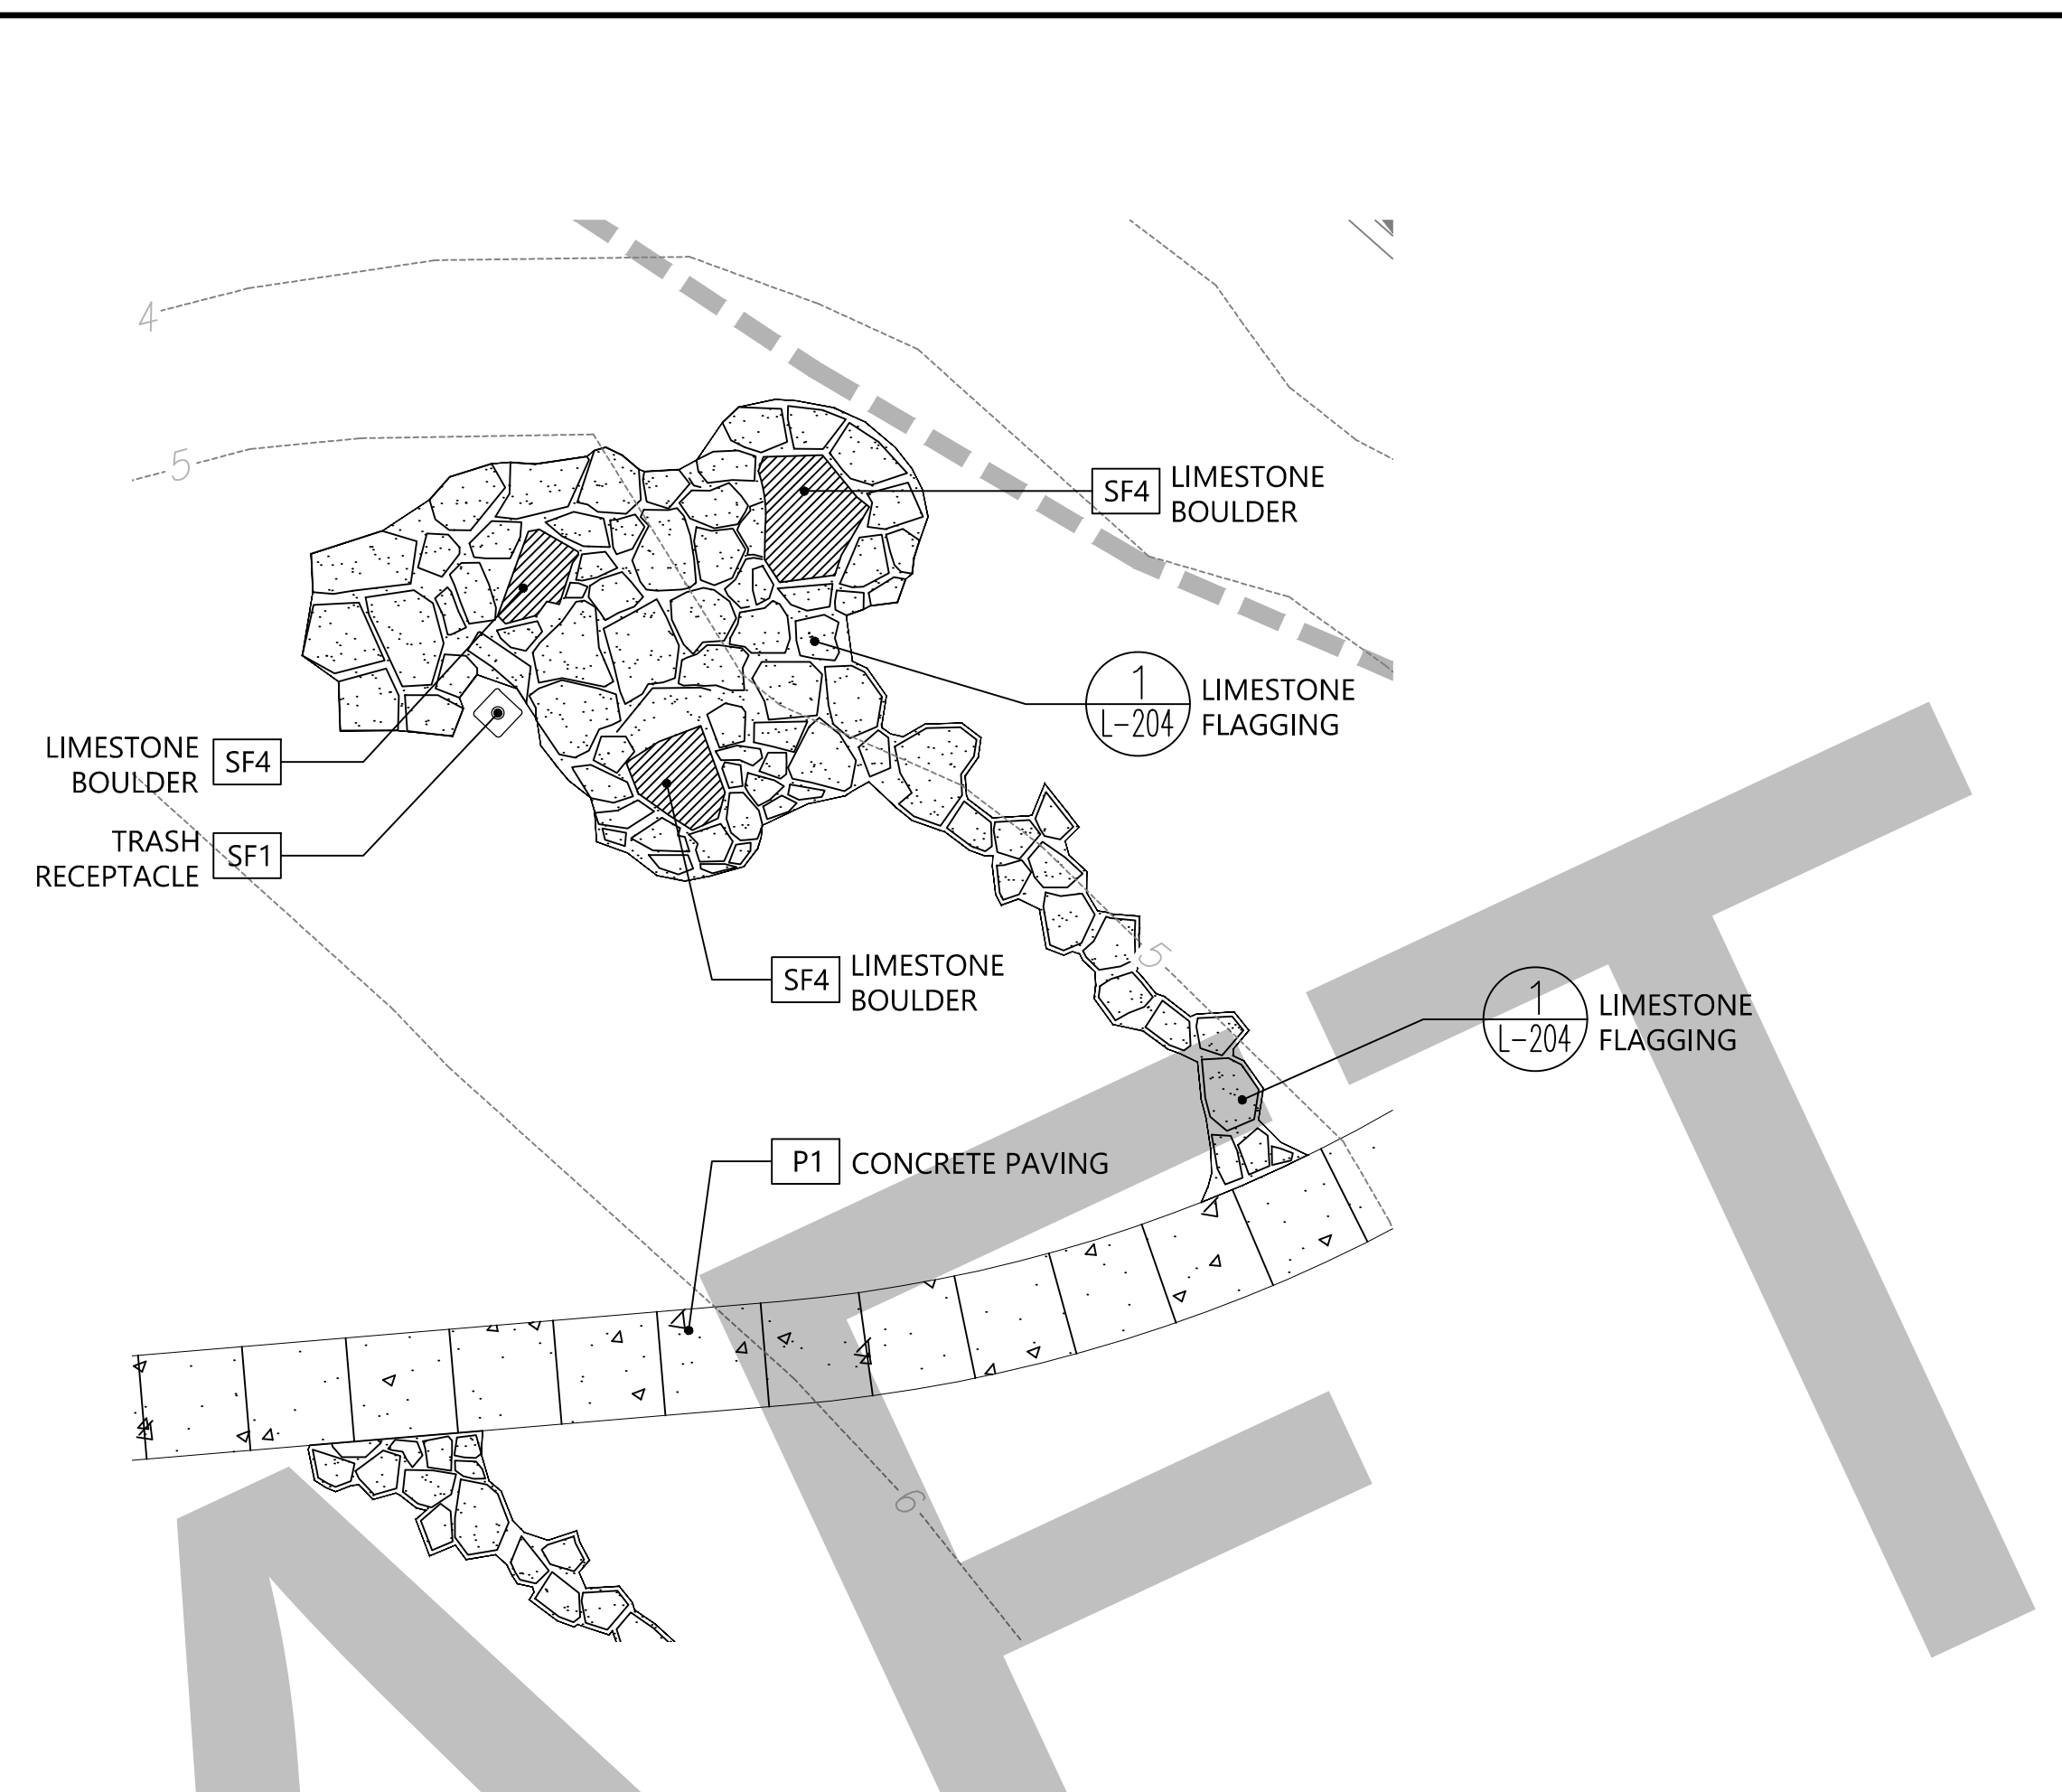 4
5
SF4
LIMESTONE
BOULDER
1
L-204
LIMESTONE
FLAGGING
LIMESTONE
BOULDER
SF4
TRASH
RECEPTACLE
SF1
5
SF4
LIMESTONE
BOULDER
1
L-204
LIMESTONE
FLAGGING
P1
CONCRETE PAVING
6